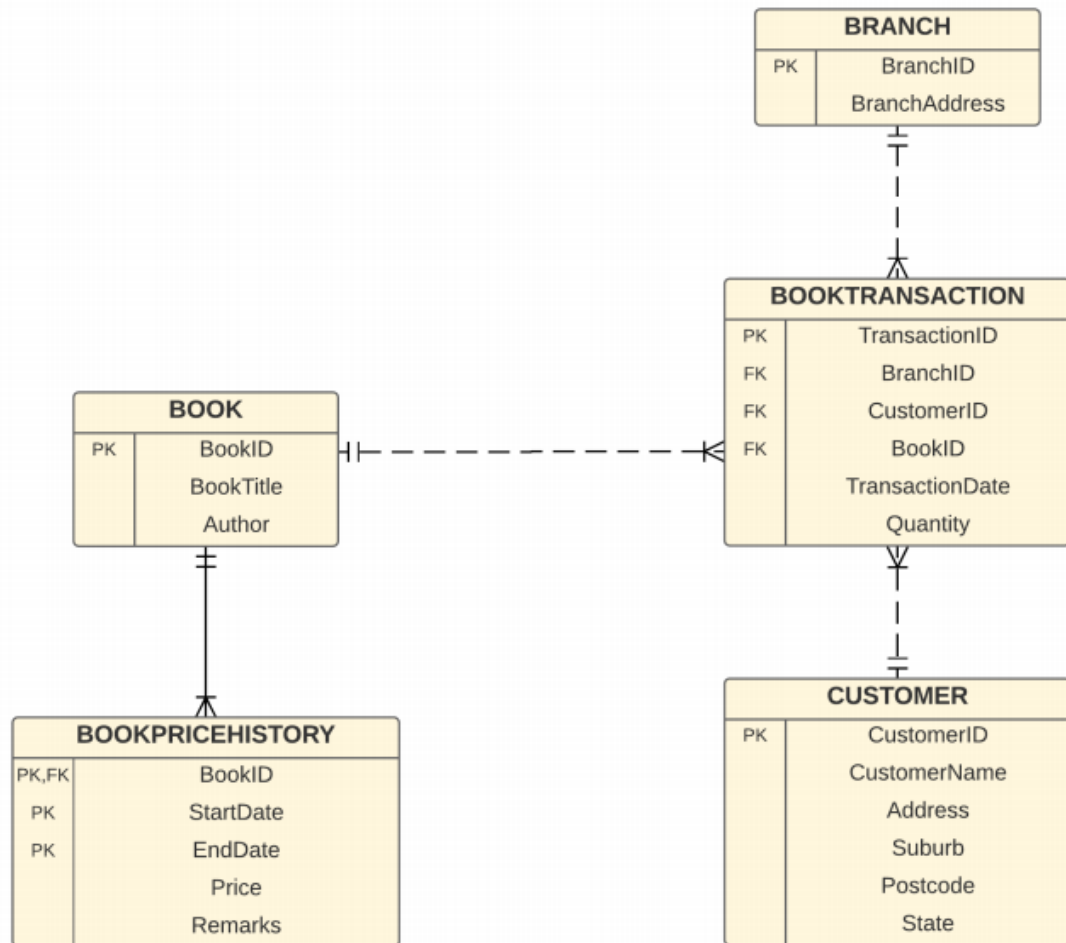 BRANCH
PK BranchID
BranchAddress
BOOKTRANSACTION
PK TransactionID
FK BranchID
FK CustomerID
FK BookID
TransactionDate
Quantity
BOOK
PK BookID
BookTitle
Author
BOOKPRICEHISTORY
PK,FK BookID
PK StartDate
PK EndDate
Price
Remarks
CUSTOMER
PK CustomerID
CustomerName
Address
Suburb
Postcode
State